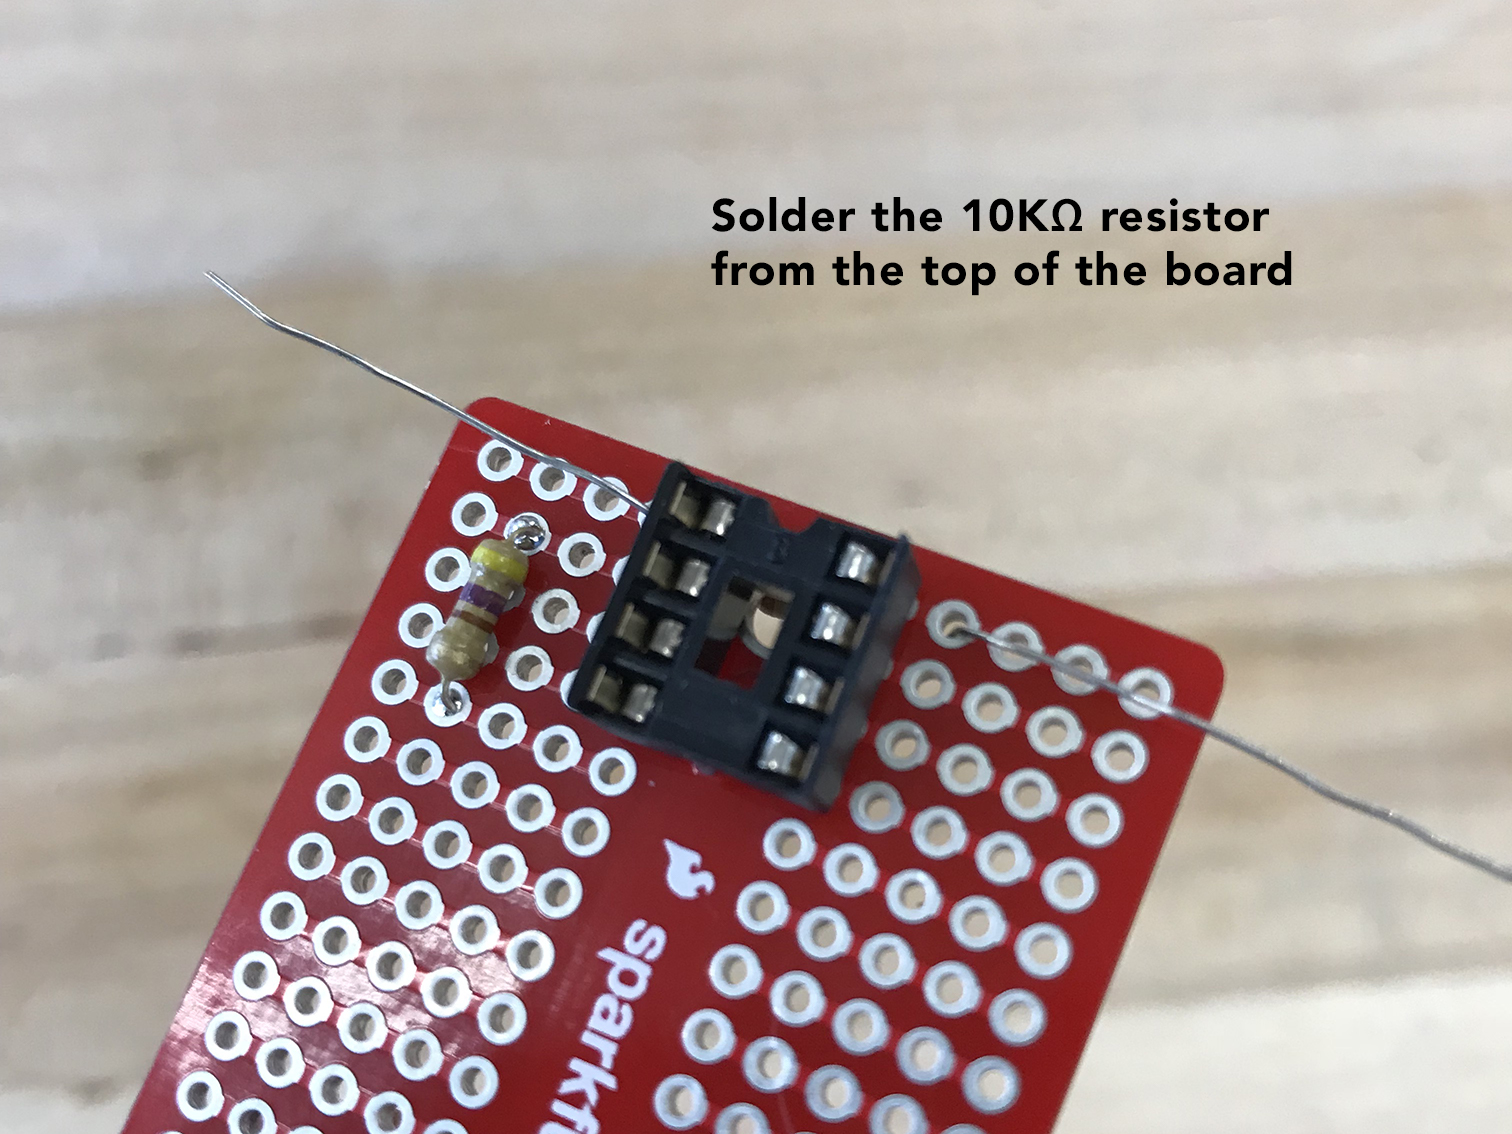 Solder the 10KΩ resistor
from the top of the board
sparkf